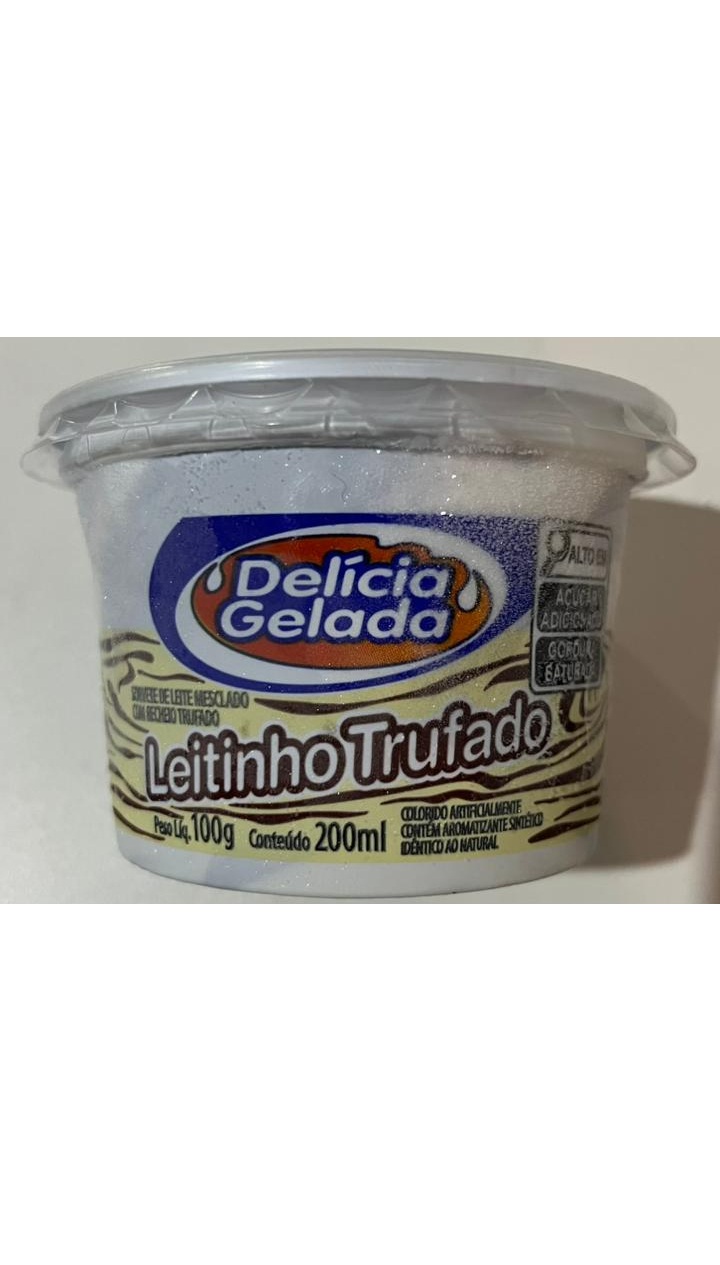 Delícia
Gelada
ALTO EM
AÇÚCAR
ADICIONADO
GORDURA
SATURADA
SORVETE DE LEITE MESCLADO
COM RECHEIO TRUFADO
Leitinho Trufado
Peso Líq. 100g Conteúdo 200ml
COLORIDO ARTIFICIALMENTE
CONTÉM AROMATIZANTE SINTÉTICO
IDÊNTICO AO NATURAL